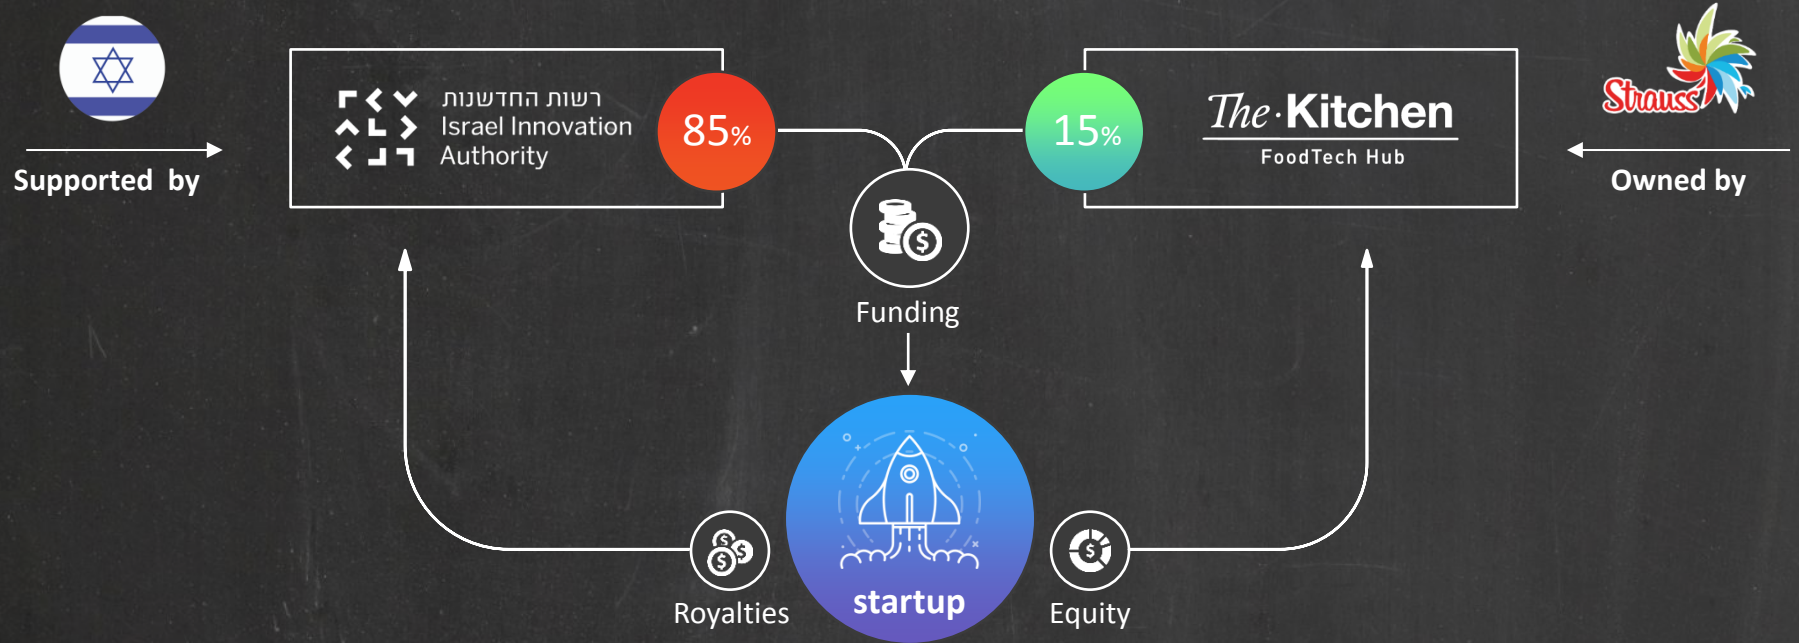 Supported by
רשות החדשנות
Israel Innovation
Authority
85%
15%
The·Kitchen
FoodTech Hub
Strauss
Owned by
$
Funding
$
$
$
Royalties
startup
$
Equity